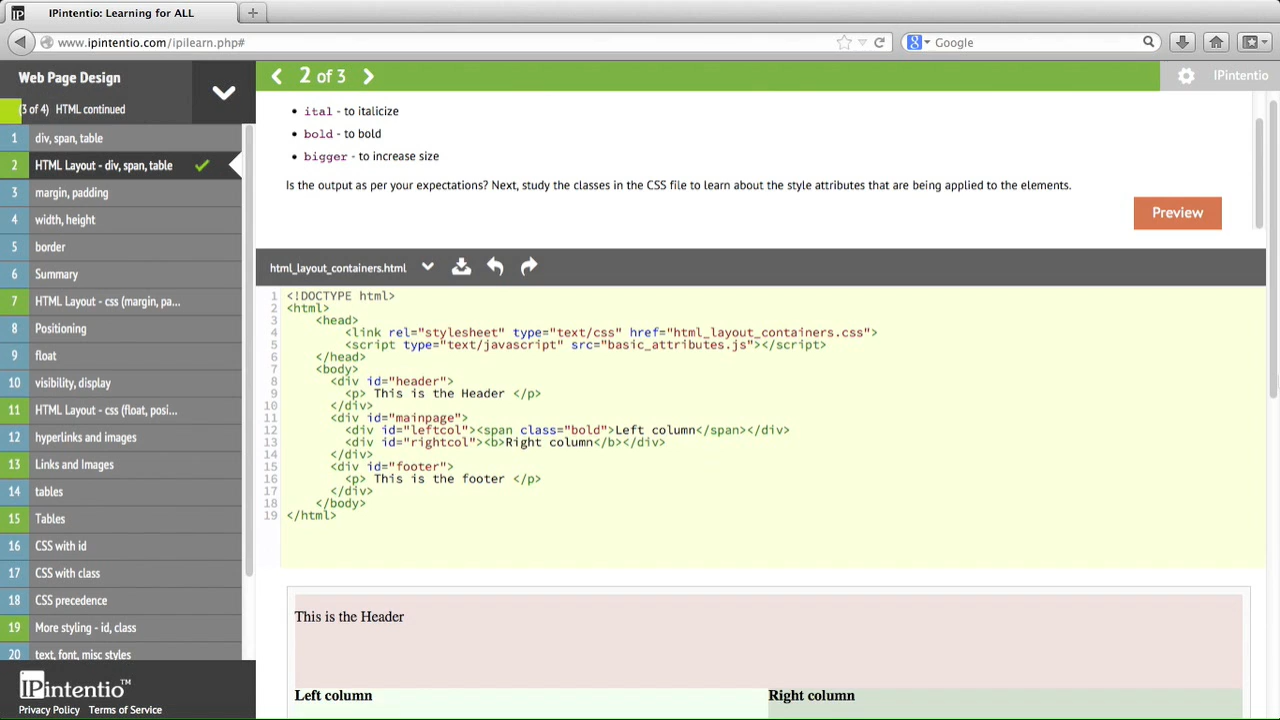 IPintentio: Learning for ALL
www.ipintentio.com/ipilearn.php#
Google
Web Page Design
(3 of 4) HTML continued
2 of 3
IPintentio
1 div, span, table
2 HTML Layout - div, span, table
3 margin, padding
4 width, height
5 border
6 Summary
7 HTML Layout - css (margin, pa...
8 Positioning
9 float
10 visibility, display
11 HTML Layout - css (float, posi...
12 hyperlinks and images
13 Links and Images
14 tables
15 Tables
16 CSS with id
17 CSS with class
18 CSS precedence
19 More styling - id, class
20 text, font, misc styles
IPintentio™
Privacy Policy Terms of Service
• ital - to italicize
• bold - to bold
• bigger - to increase size
Is the output as per your expectations? Next, study the classes in the CSS file to learn about the style attributes that are being applied to the elements.
Preview
html_layout_containers.html
1 <!DOCTYPE html>
2 <html>
3 <head>
4 <link rel="stylesheet" type="text/css" href="html_layout_containers.css">
5 <script type="text/javascript" src="basic_attributes.js"></script>
6 </head>
7 <body>
8 <div id="header">
9 <p> This is the Header </p>
10 </div>
11 <div id="mainpage">
12 <div id="leftcol"><span class="bold">Left column</span></div>
13 <div id="rightcol"><b>Right column</b></div>
14 </div>
15 <div id="footer">
16 <p> This is the footer </p>
17 </div>
18 </body>
19 </html>
This is the Header
Left column Right column